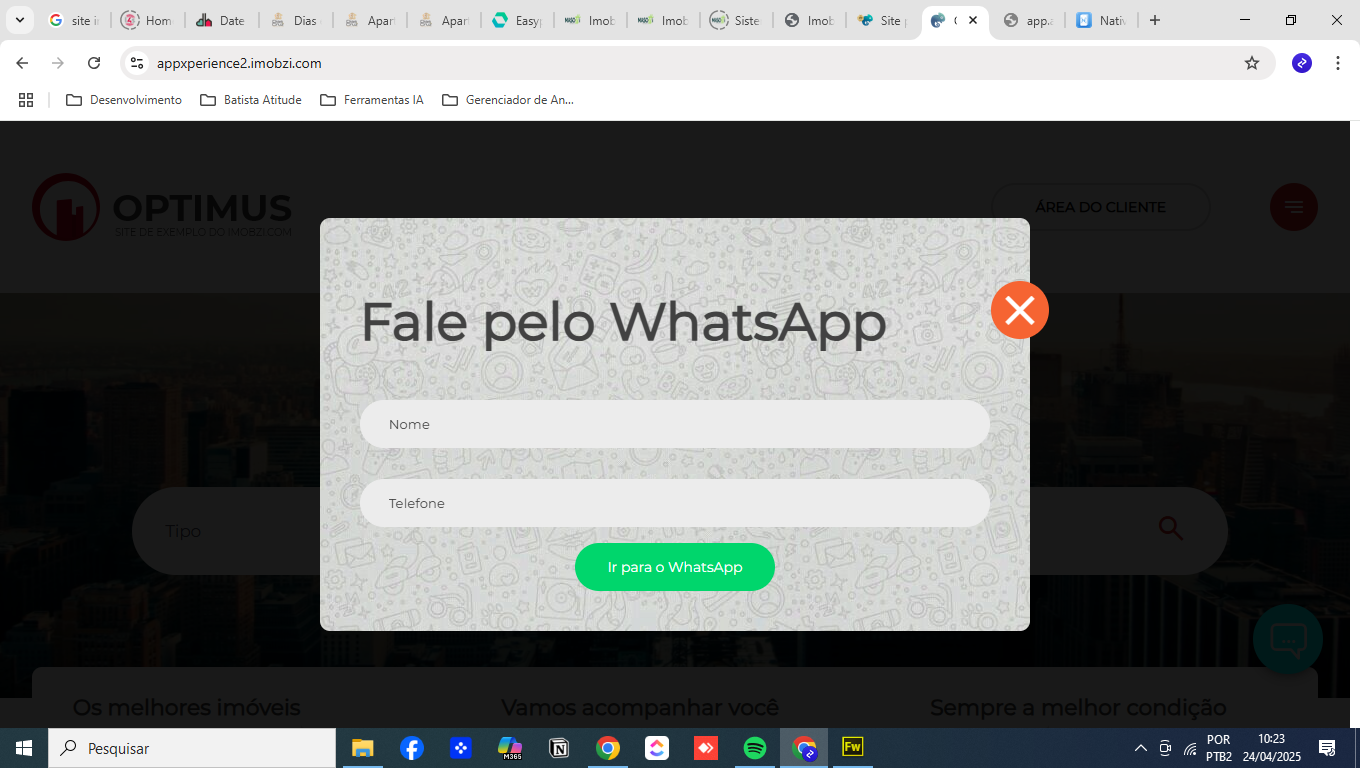 site i
Hom
Date
Dias
Apar
Apar
Easy
Imob
Imob
Siste
Imob
Site p
app.a
Nativ
appxperience2.imobzi.com
Desenvolvimento
Batista Atitude
Ferramentas IA
Gerenciador de An...
OPTIMUS
SITE DE EXEMPLO DO IMOBZI.COM
ÁREA DO CLIENTE
Fale pelo WhatsApp
Nome
Telefone
Tipo
Ir para o WhatsApp
Os melhores imóveis
Vamos acompanhar você
Sempre a melhor condição
Pesquisar
M365
Fw
POR
PTB2
10:23
24/04/2025